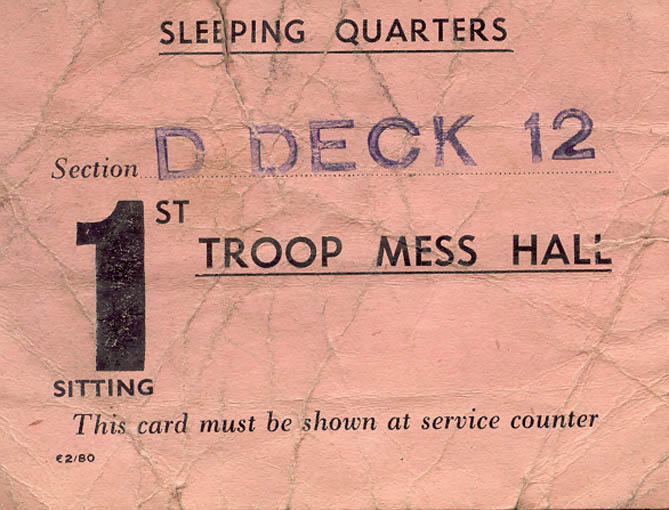 SLEEPING QUARTERS
Section D DECK 12
1ST
TROOP MESS HALL
SITTING
This card must be shown at service counter
€2/80